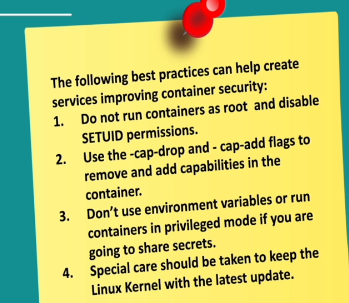 The following best practices can help create
services improving container security:
1. Do not run containers as root and disable
SETUID permissions.
2. Use the -cap-drop and - cap-add flags to
remove and add capabilities in the
container.
3. Don't use environment variables or run
containers in privileged mode if you are
going to share secrets.
4. Special care should be taken to keep the
Linux Kernel with the latest update.